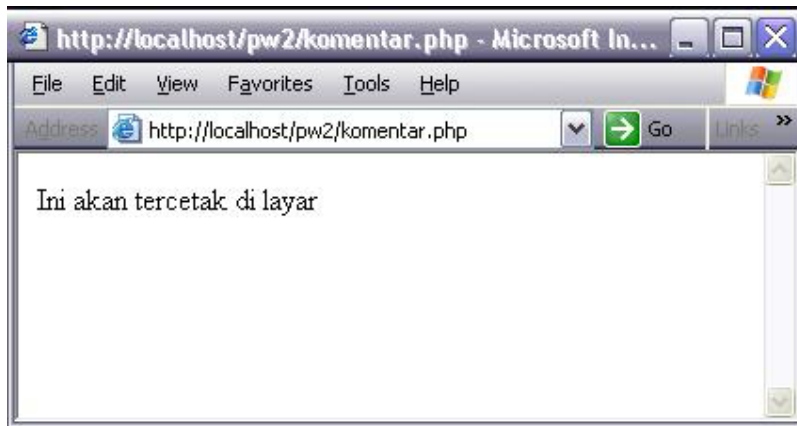 http://localhost/pw2/komentar.php - Microsoft In...
File Edit View Favorites Tools Help
Address http://localhost/pw2/komentar.php Go Links »
Ini akan tercetak di layar